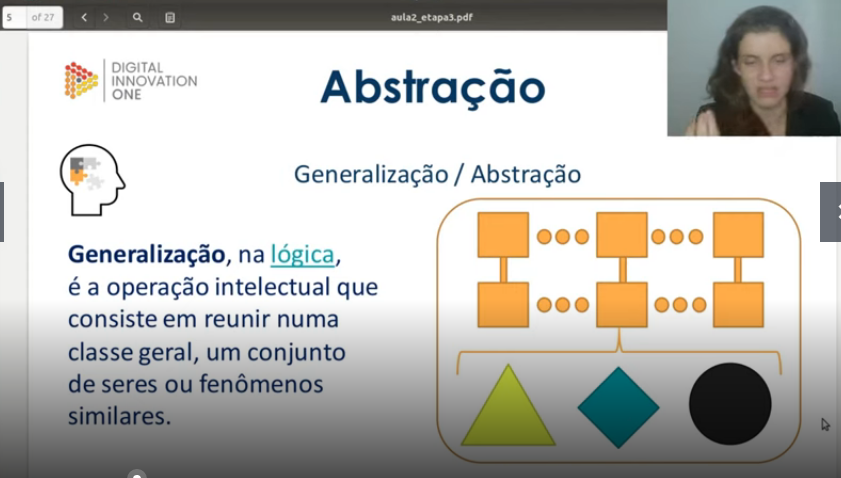 5 of 27
aula2_etapa3.pdf
DIGITAL
INNOVATION
ONE
Abstração
Generalização / Abstração
Generalização, na lógica,
é a operação intelectual que
consiste em reunir numa
classe geral, um conjunto
de seres ou fenômenos
similares.